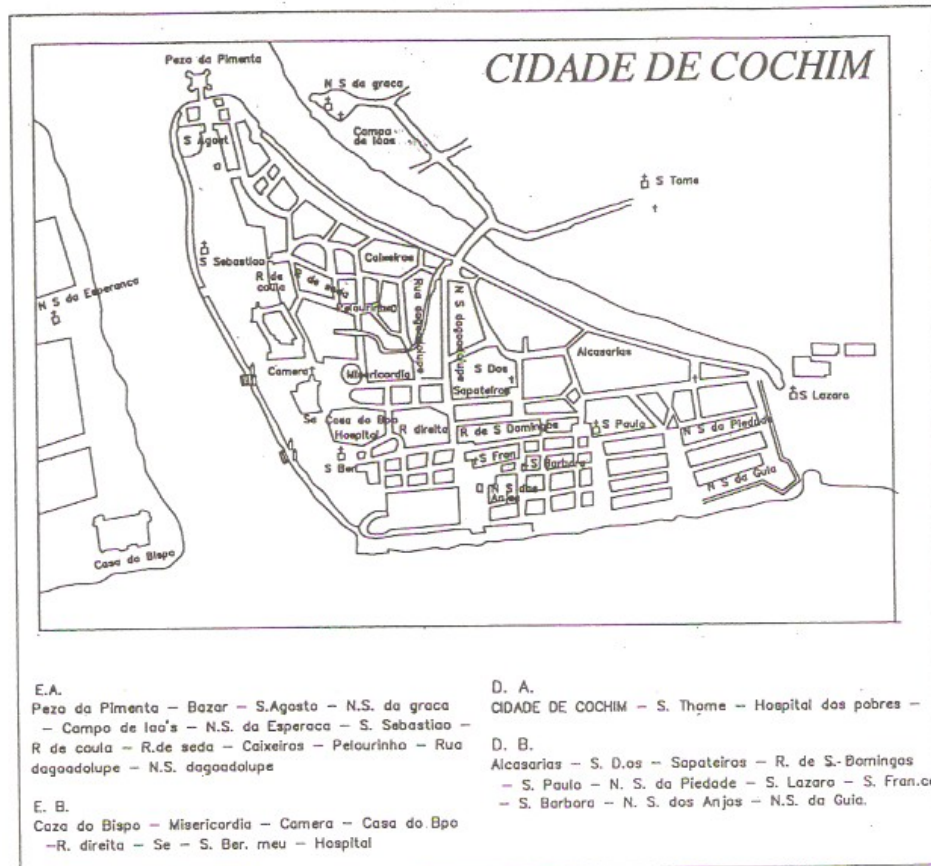 CIDADE DE COCHIM
Pezo da Pimenta
N S da graca
Campo
de Iaos
S Agost
S Tome
S Sebastiao
Caixeiros
R de
coula
R de seda
Pelourinho
Rua dagoadolupe
N S dagoadolupe
N S da Esperanca
Alcasarias
S Dos
Sapateiros
Camera
Misericordia
S Lazaro
Se
Casa do Bpo
Hospital
R direita
R de S Domingos
S Paulo
N S da Piedade
S Ber
S Fran
S Barbora
N S dos
Anjos
N S da Guia
Casa do Bispo
E.A.
Pezo da Pimenta – Bazar – S.Agosto – N.S. da graca
– Campo de Iao's – N.S. da Esperaca – S. Sebastiao –
R de coula – R.de seda – Caixeiros – Pelourinho – Rua
dagoadolupe – N.S. dagoadolupe
E. B.
Caza do Bispo – Misericordia – Camera – Casa do Bpo
–R. direita – Se – S. Ber. meu – Hospital
D. A.
CIDADE DE COCHIM – S. Thome – Hospital dos pobres –
D. B.
Alcasarias – S. D.os – Sapateiros – R. de S.-Domingos
– S. Paulo – N. S. da Piedade – S. Lazaro – S. Fran.co
– S. Barbora – N. S. dos Anjos – N.S. da Guia.